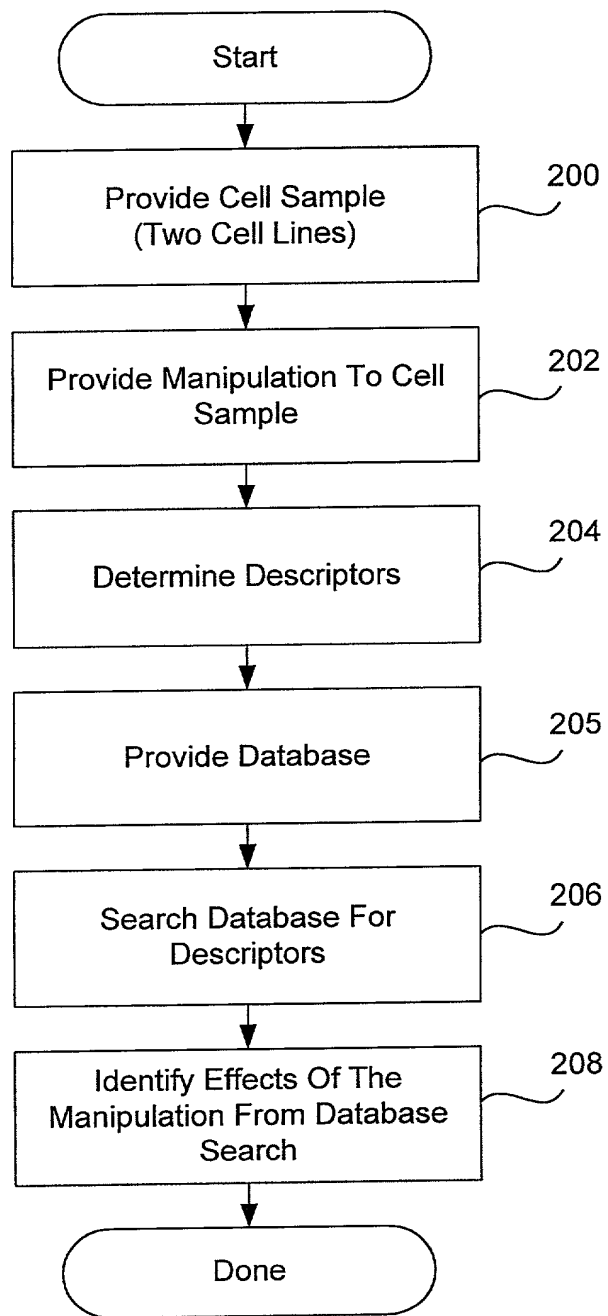 Start
Provide Cell Sample
(Two Cell Lines)
200
Provide Manipulation To Cell
Sample
202
Determine Descriptors
204
Provide Database
205
Search Database For
Descriptors
206
Identify Effects Of The
Manipulation From Database
Search
208
Done